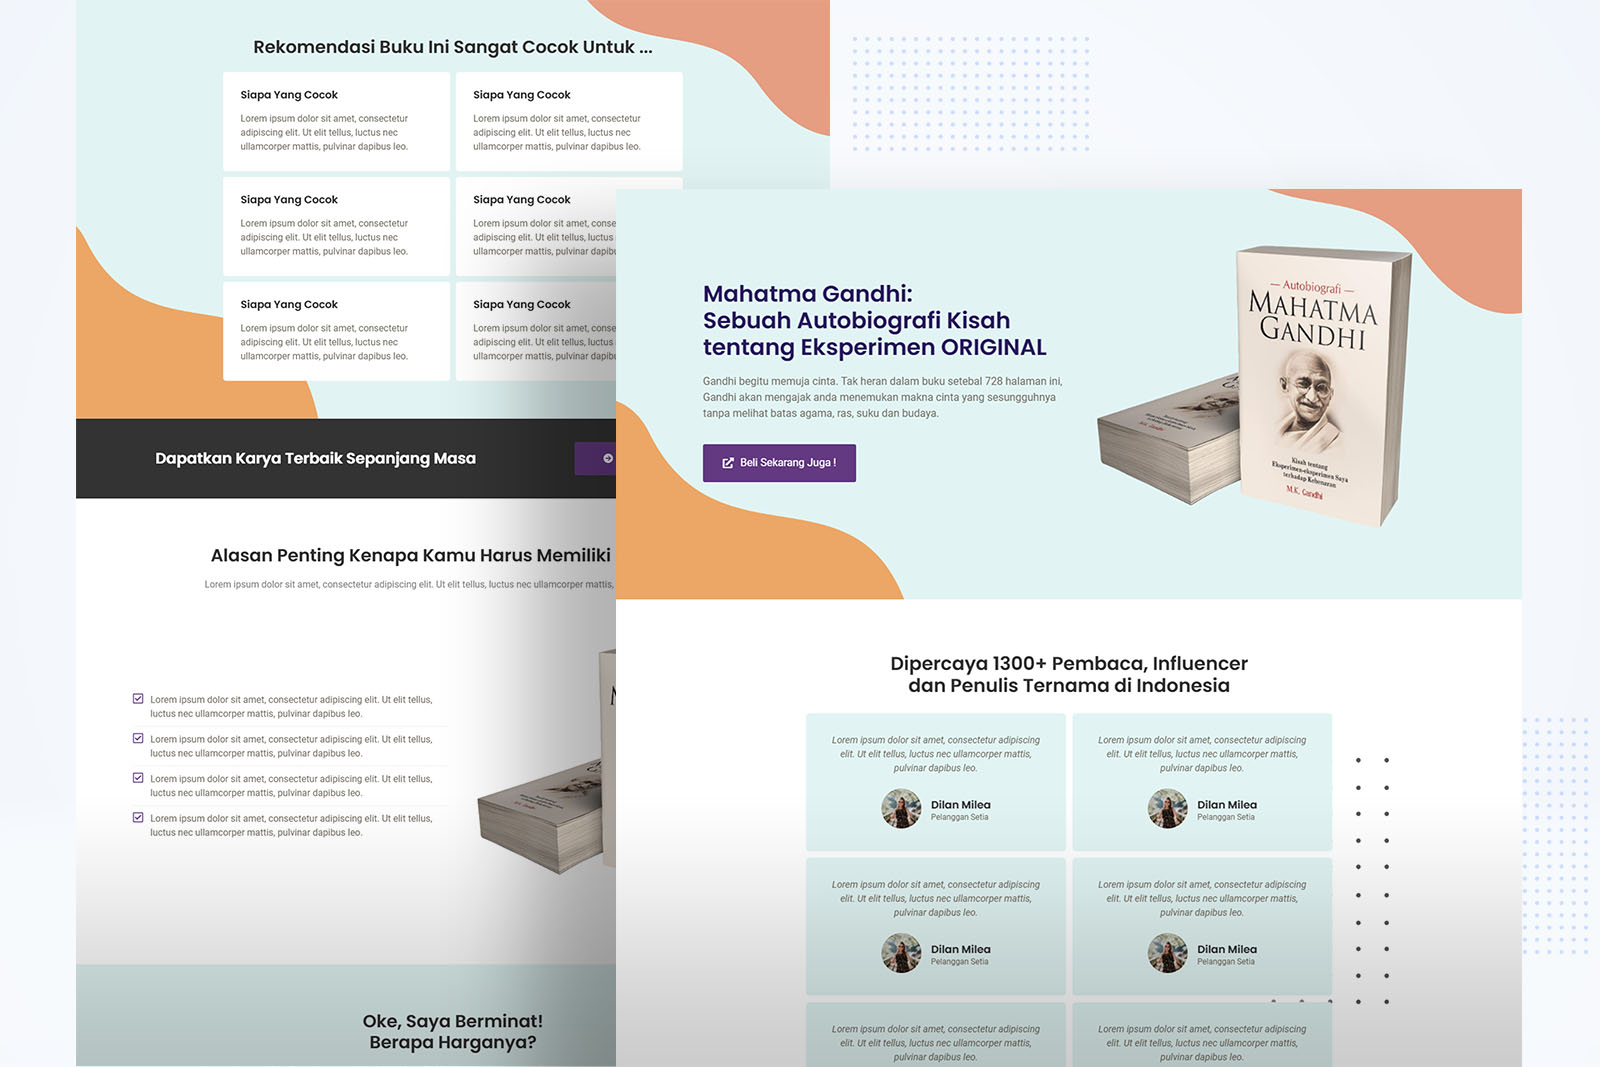 Rekomendasi Buku Ini Sangat Cocok Untuk ...
Siapa Yang Cocok
Lorem ipsum dolor sit amet, consectetur
adipiscing elit. Ut elit tellus, luctus nec
ullamcorper mattis, pulvinar dapibus leo.
Siapa Yang Cocok
Lorem ipsum dolor sit amet, consectetur
adipiscing elit. Ut elit tellus, luctus nec
ullamcorper mattis, pulvinar dapibus leo.
Siapa Yang Cocok
Lorem ipsum dolor sit amet, consectetur
adipiscing elit. Ut elit tellus, luctus nec
ullamcorper mattis, pulvinar dapibus leo.
Siapa Yang Cocok
Lorem ipsum dolor sit amet, conse
adipiscing elit. Ut elit tellus, luctus
ullamcorper mattis, pulvinar dapib
Siapa Yang Cocok
Lorem ipsum dolor sit amet, consectetur
adipiscing elit. Ut elit tellus, luctus nec
ullamcorper mattis, pulvinar dapibus leo.
Siapa Yang Cocok
Lorem ipsum dolor sit amet, conse
adipiscing elit. Ut elit tellus, luctus
ullamcorper mattis, pulvinar dapib
Dapatkan Karya Terbaik Sepanjang Masa
Alasan Penting Kenapa Kamu Harus Memiliki
Lorem ipsum dolor sit amet, consectetur adipiscing elit. Ut elit tellus, luctus nec ullamcorper mattis,
Lorem ipsum dolor sit amet, consectetur adipiscing elit. Ut elit tellus,
luctus nec ullamcorper mattis, pulvinar dapibus leo.
Lorem ipsum dolor sit amet, consectetur adipiscing elit. Ut elit tellus,
luctus nec ullamcorper mattis, pulvinar dapibus leo.
Lorem ipsum dolor sit amet, consectetur adipiscing elit. Ut elit tellus,
luctus nec ullamcorper mattis, pulvinar dapibus leo.
Lorem ipsum dolor sit amet, consectetur adipiscing elit. Ut elit tellus,
luctus nec ullamcorper mattis, pulvinar dapibus leo.
Oke, Saya Berminat!
Berapa Harganya?
Mahatma Gandhi:
Sebuah Autobiografi Kisah
tentang Eksperimen ORIGINAL
Gandhi begitu memuja cinta. Tak heran dalam buku setebal 728 halaman ini,
Gandhi akan mengajak anda menemukan makna cinta yang sesungguhnya
tanpa melihat batas agama, ras, suku dan budaya.
Beli Sekarang Juga !
— Autobiografi —
MAHATMA
GANDHI
Kisah tentang
Eksperimen-eksperimen Saya
terhadap Kebenaran
M.K. Gandhi
Dipercaya 1300+ Pembaca, Influencer
dan Penulis Ternama di Indonesia
Lorem ipsum dolor sit amet, consectetur adipiscing
elit. Ut elit tellus, luctus nec ullamcorper mattis,
pulvinar dapibus leo.
Dilan Milea
Pelanggan Setia
Lorem ipsum dolor sit amet, consectetur adipiscing
elit. Ut elit tellus, luctus nec ullamcorper mattis,
pulvinar dapibus leo.
Dilan Milea
Pelanggan Setia
Lorem ipsum dolor sit amet, consectetur adipiscing
elit. Ut elit tellus, luctus nec ullamcorper mattis,
pulvinar dapibus leo.
Dilan Milea
Pelanggan Setia
Lorem ipsum dolor sit amet, consectetur adipiscing
elit. Ut elit tellus, luctus nec ullamcorper mattis,
pulvinar dapibus leo.
Dilan Milea
Pelanggan Setia
Lorem ipsum dolor sit amet, consectetur adipiscing
elit. Ut elit tellus, luctus nec ullamcorper mattis,
pulvinar dapibus leo.
Lorem ipsum dolor sit amet, consectetur adipiscing
elit. Ut elit tellus, luctus nec ullamcorper mattis,
pulvinar dapibus leo.